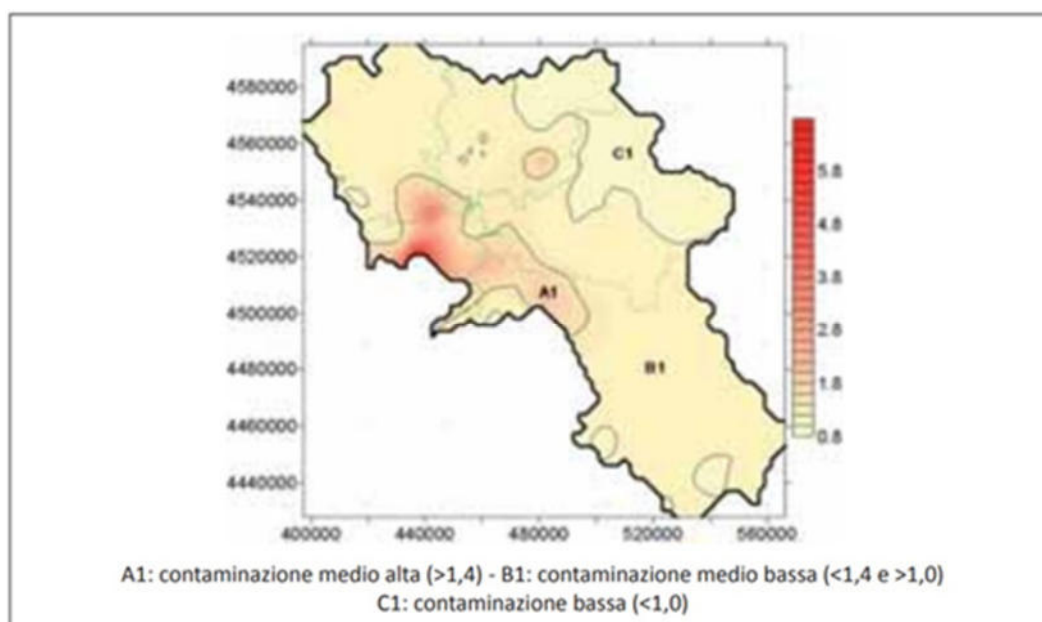 4580000
4560000
C1
5.8
4540000
4.8
4520000
3.8
A1
4500000
2.8
4480000
B1
1.8
4460000
0.8
4440000
400000 440000 480000 520000 560000
A1: contaminazione medio alta (>1,4) - B1: contaminazione medio bassa (<1,4 e >1,0)
C1: contaminazione bassa (<1,0)